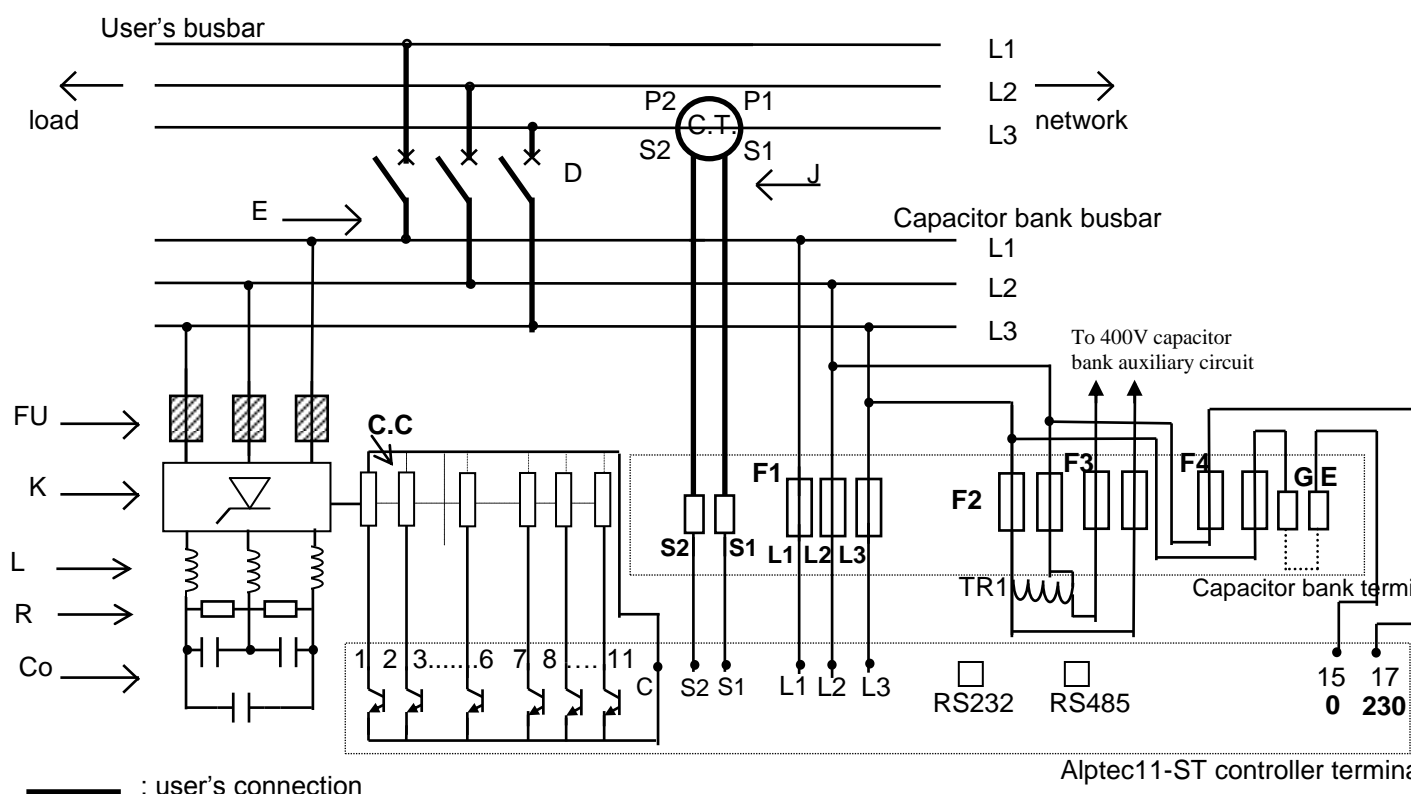 User's busbar
L1
L2
P2 P1
load
C.T.
L3
network
S2 S1
D
J
E
Capacitor bank busbar
L1
L2
L3
To 400V capacitor
bank auxiliary circuit
FU
C.C
F1
F3
F4
G E
K
F2
S2 S1 L1 L2 L3
L
TR1
Capacitor bank termi
R
1 2 3.......6 7 8 .....11
Co
C S2 S1 L1 L2 L3
RS232 RS485
15 17
0 230
Alptec11-ST controller termina
: user's connection